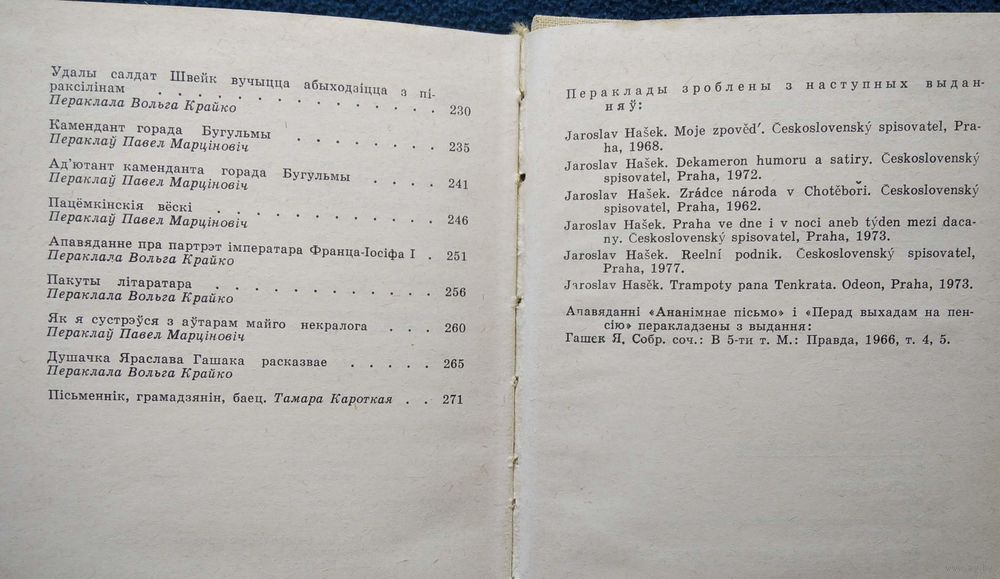 Удалы салдат Швейк вучыцца абыходзіцца з пі-
раксілінам . . . . . . . . . . . . . . . 230
Пераклала Вольга Крайко
Камендант горада Бугульмы . . . . . . . 235
Пераклаў Павел Марціновіч
Ад'ютант каменданта горада Бугульмы . . . . 241
Пераклаў Павел Марціновіч
Пацёмкінскія вёскі . . . . . . . . . . . 246
Пераклаў Павел Марціновіч
Апавяданне пра партрэт імператара Франца-Іосіфа І . 251
Пераклала Вольга Крайко
Пакуты літаратара . . . . . . . . . . . 256
Пераклала Вольга Крайко
Як я сустрэўся з аўтарам майго некралога . . . 260
Пераклаў Павел Марціновіч
Душачка Яраслава Гашака расказвае . . . . . 265
Пераклала Вольга Крайко
Пісьменнік, грамадзянін, баец. Тамара Кароткая . . 271
Пераклады зроблены з наступных выдан-
няў:
Jaroslav Hašek. Moje zpověd'. Československý spisovatel, Pra-
ha, 1968.
Jaroslav Hašek. Dekameron humoru a satiry. Československý
spisovatel, Praha, 1972.
Jaroslav Hašek. Zrádce národa v Chotěboři. Československý
spisovatel, Praha, 1962.
Jaroslav Hašek. Praha ve dne i v noci aneb týden mezi daca-
ny. Československý spisovatel, Praha, 1973.
Jaroslav Hašek. Reelní podnik. Československý spisovatel,
Praha, 1977.
Jaroslav Hasěk. Trampoty pana Tenkrata. Odeon, Praha, 1973.
Апавяданні «Ананімнае пісьмо» і «Перад выхадам на пен-
сію» перакладзены з выдання:
Гашек Я. Собр. соч.: В 5-ти т. М.: Правда, 1966, т. 4, 5.